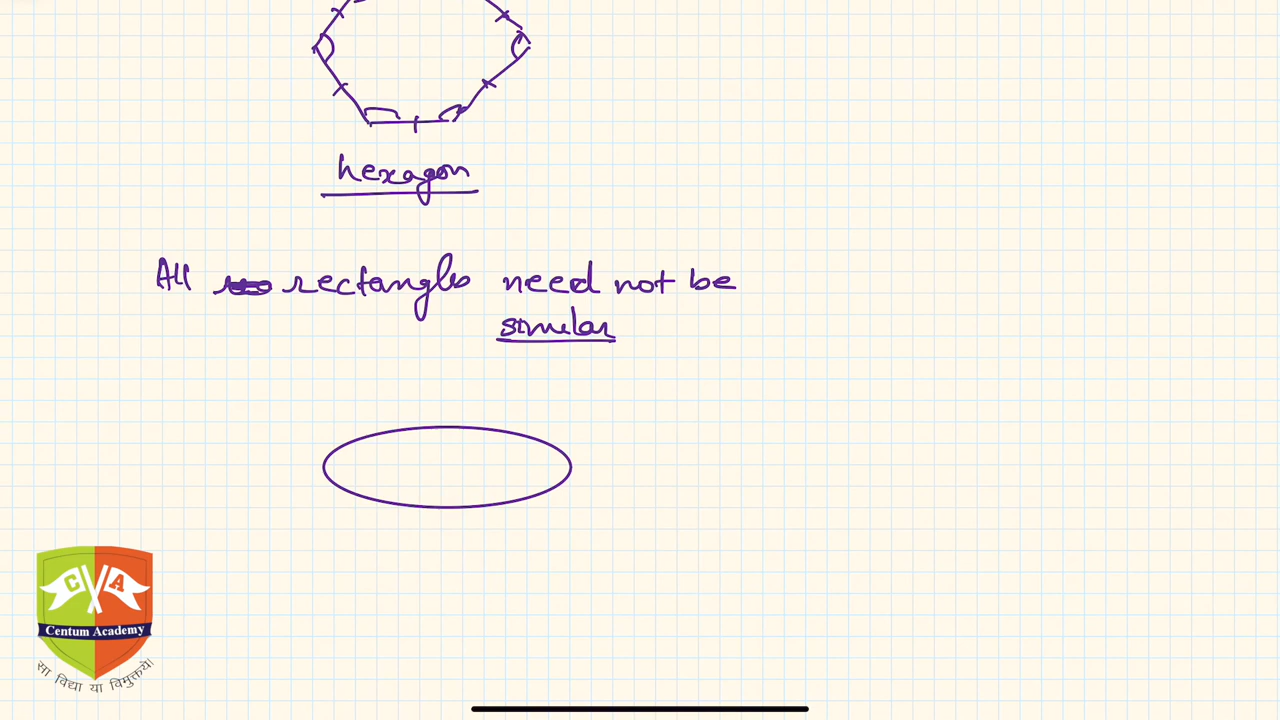 hexagon
All rectangles need not be
similar
C A
Centum Academy
सा विद्या या विमुक्तये।